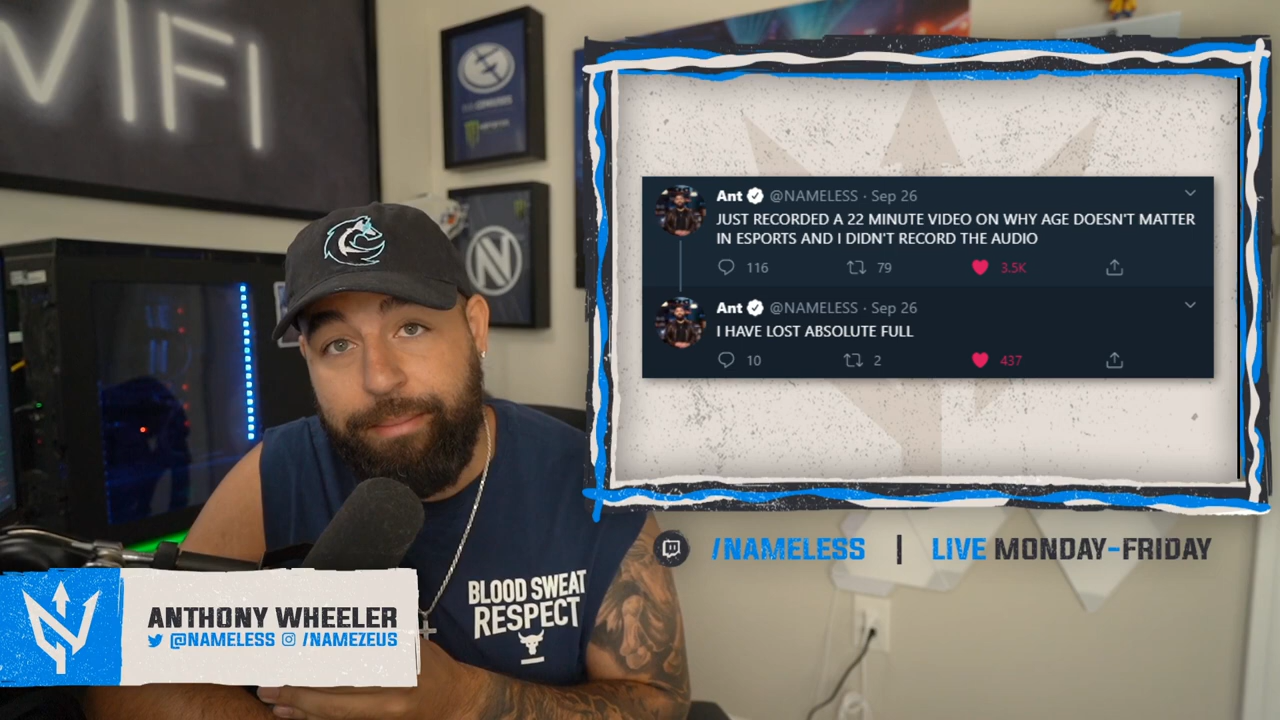 WIFI
Ant @NAMELESS · Sep 26
JUST RECORDED A 22 MINUTE VIDEO ON WHY AGE DOESN'T MATTER
IN ESPORTS AND I DIDN'T RECORD THE AUDIO
116 79 3.5K
Ant @NAMELESS · Sep 26
I HAVE LOST ABSOLUTE FULL
10 2 437
/NAMELESS | LIVE MONDAY-FRIDAY
BLOOD SWEAT
RESPECT
ANTHONY WHEELER
@NAMELESS /NAMEZEUS